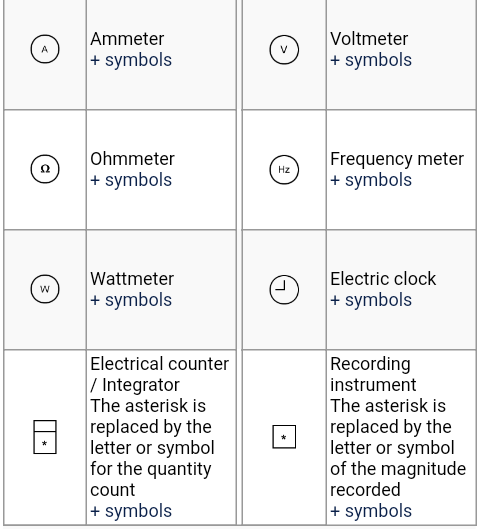 A
Ammeter
+ symbols
V
Voltmeter
+ symbols
Ω
Ohmmeter
+ symbols
Hz
Frequency meter
+ symbols
W
Wattmeter
+ symbols
Electric clock
+ symbols
*
Electrical counter
/ Integrator
The asterisk is
replaced by the
letter or symbol
for the quantity
count
+ symbols
*
Recording
instrument
The asterisk is
replaced by the
letter or symbol
of the magnitude
recorded
+ symbols